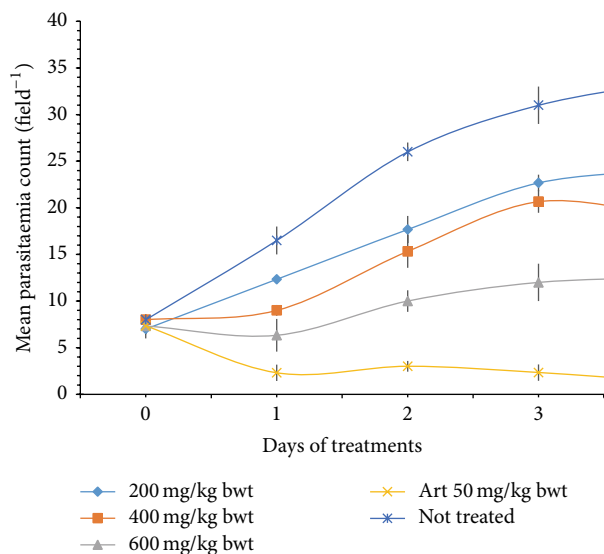 40
35
30
25
20
15
10
5
0
Mean parasitaemia count (field⁻¹)
0 1 2 3
Days of treatments
200 mg/kg bwt
400 mg/kg bwt
600 mg/kg bwt
Art 50 mg/kg bwt
Not treated